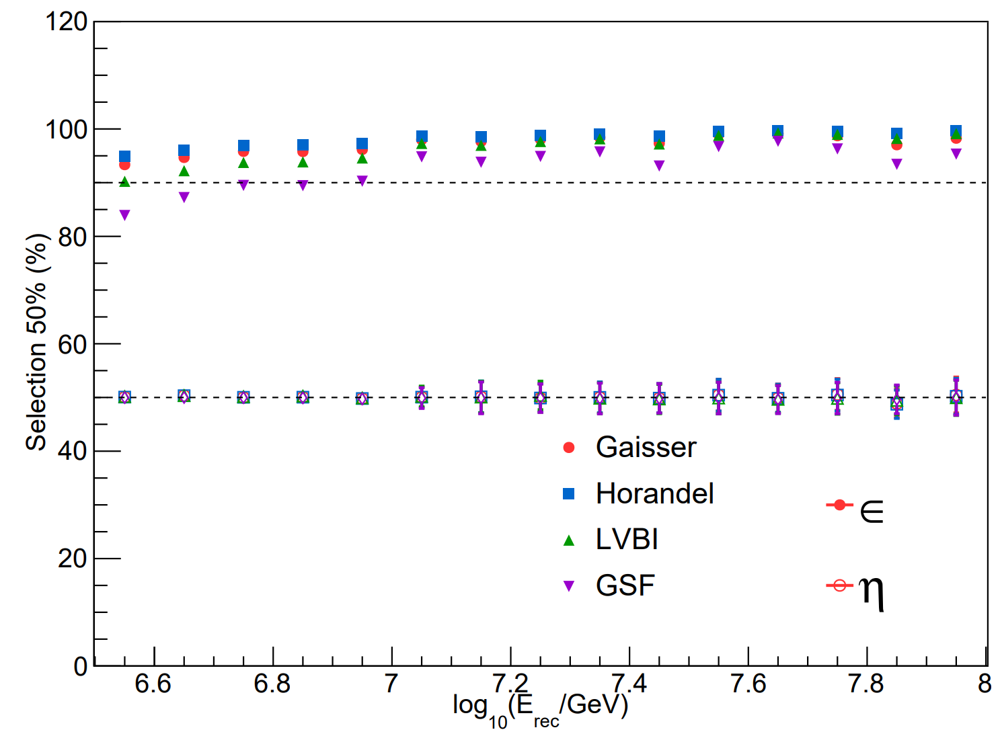 120
100
80
60
40
20
0
Selection 50% (%)
Gaisser
Horandel
LVBI
GSF
∈
η
6.6 6.8 7 7.2 7.4 7.6 7.8 8
log10(Erec/GeV)